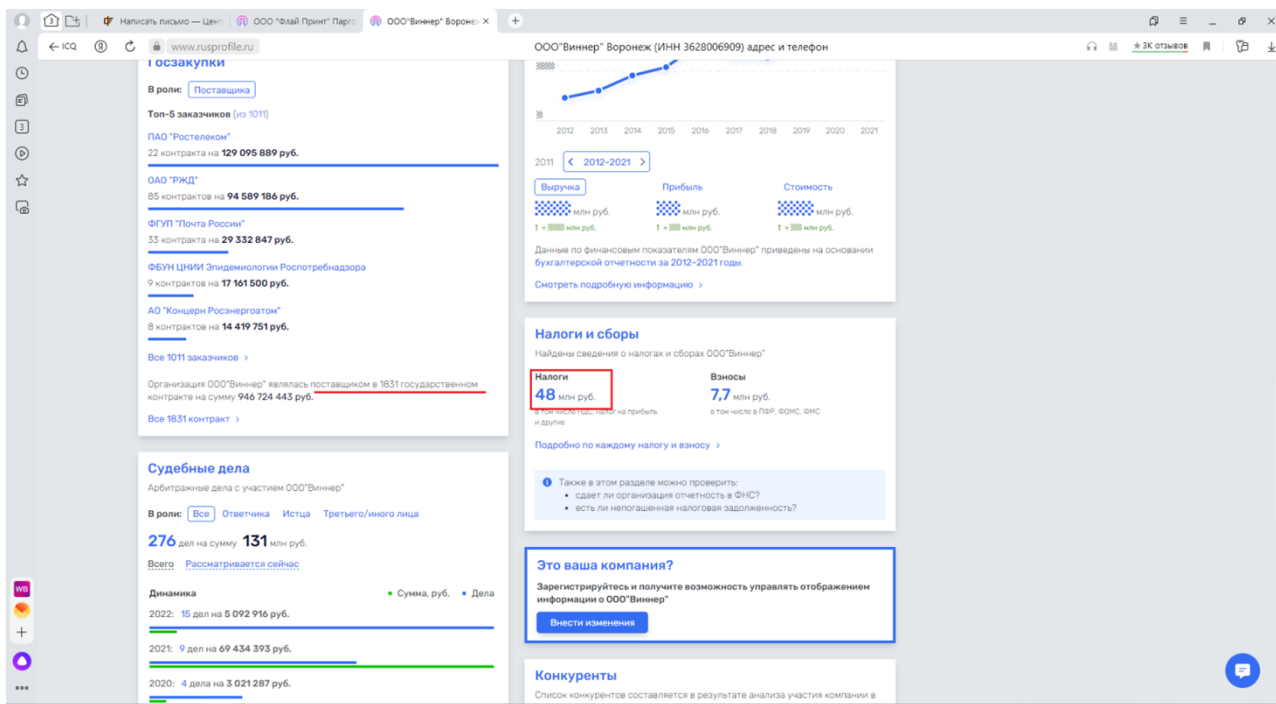 Написать письмо — Цент
ООО "Флай Принт" Парго
ООО"Виннер" Воронеж
ICQ
www.rusprofile.ru
ООО"Виннер" Воронеж (ИНН 3628006909) адрес и телефон
★ 3K отзывов
Госзакупки
В роли: Поставщика
Топ-5 заказчиков (из 1011)
ПАО "Ростелеком"
22 контракта на 129 095 889 руб.
ОАО "РЖД"
85 контрактов на 94 589 186 руб.
ФГУП "Почта России"
33 контракта на 29 332 847 руб.
ФБУН ЦНИИ Эпидемиологии Роспотребнадзора
9 контрактов на 17 161 500 руб.
АО "Концерн Росэнергоатом"
8 контрактов на 14 419 751 руб.
Все 1011 заказчиков >
Организация ООО"Виннер" являлась поставщиком в 1831 государственном
контракте на сумму 946 724 443 руб.
Все 1831 контракт >
Судебные дела
Арбитражные дела с участием ООО"Виннер"
В роли: Все Ответчика Истца Третьего/иного лица
276 дел на сумму 131 млн руб.
Всего Рассматривается сейчас
Динамика
Сумма, руб. Дела
2022: 15 дел на 5 092 916 руб.
2021: 9 дел на 69 434 393 руб.
2020: 4 дела на 3 021 287 руб.
2012 2013 2014 2015 2016 2017 2018 2019 2020 2021
2011 < 2012–2021 >
Выручка Прибыль Стоимость
млн руб. млн руб. млн руб.
млн руб. млн руб. млн руб.
Данные по финансовым показателям ООО"Виннер" приведены на основании
бухгалтерской отчетности за 2012–2021 годы.
Смотреть подробную информацию >
Налоги и сборы
Найдены сведения о налогах и сборах ООО"Виннер"
Налоги Взносы
48 млн руб. 7,7 млн руб.
в том числе НДС, налог на прибыль в том числе в ПФР, ФОМС, ФМС
и другие
Подробно по каждому налогу и взносу >
Также в этом разделе можно проверить:
• сдает ли организация отчетность в ФНС?
• есть ли непогашенная налоговая задолженность?
Это ваша компания?
Зарегистрируйтесь и получите возможность управлять отображением
информации о ООО"Виннер"
Внести изменения
Конкуренты
Список конкурентов составляется в результате анализа участия компании в
WB